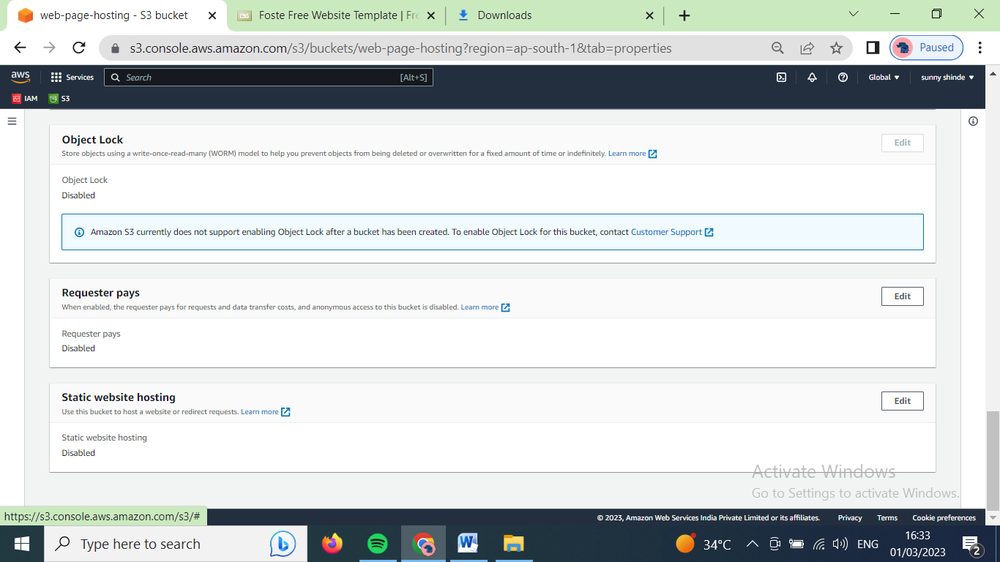 web-page-hosting - S3 bucket
Foste Free Website Template | Fre
Downloads
s3.console.aws.amazon.com/s3/buckets/web-page-hosting?region=ap-south-1&tab=properties
Paused
aws
Services
Search
[Alt+S]
Global
sunny shinde
IAM
S3
Object Lock
Edit
Store objects using a write-once-read-many (WORM) model to help you prevent objects from being deleted or overwritten for a fixed amount of time or indefinitely. Learn more
Object Lock
Disabled
Amazon S3 currently does not support enabling Object Lock after a bucket has been created. To enable Object Lock for this bucket, contact Customer Support
Requester pays
Edit
When enabled, the requester pays for requests and data transfer costs, and anonymous access to this bucket is disabled. Learn more
Requester pays
Disabled
Static website hosting
Edit
Use this bucket to host a website or redirect requests. Learn more
Static website hosting
Disabled
Activate Windows
Go to Settings to activate Windows.
https://s3.console.aws.amazon.com/s3/#
© 2023, Amazon Web Services India Private Limited or its affiliates.
Privacy
Terms
Cookie preferences
Type here to search
34°C
ENG
16:33
01/03/2023
2